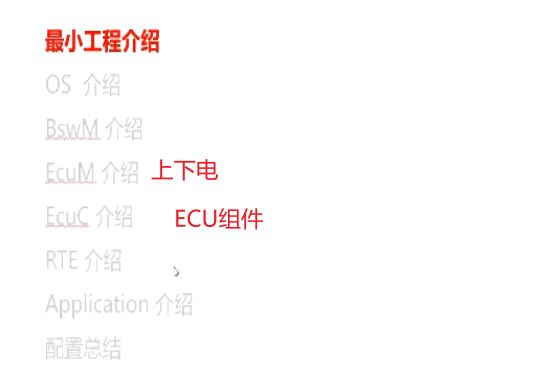 最小工程介绍
OS 介绍
BswM 介绍
EcuM 介绍 上下电
EcuC 介绍 ECU组件
RTE 介绍
Application 介绍
配置总结